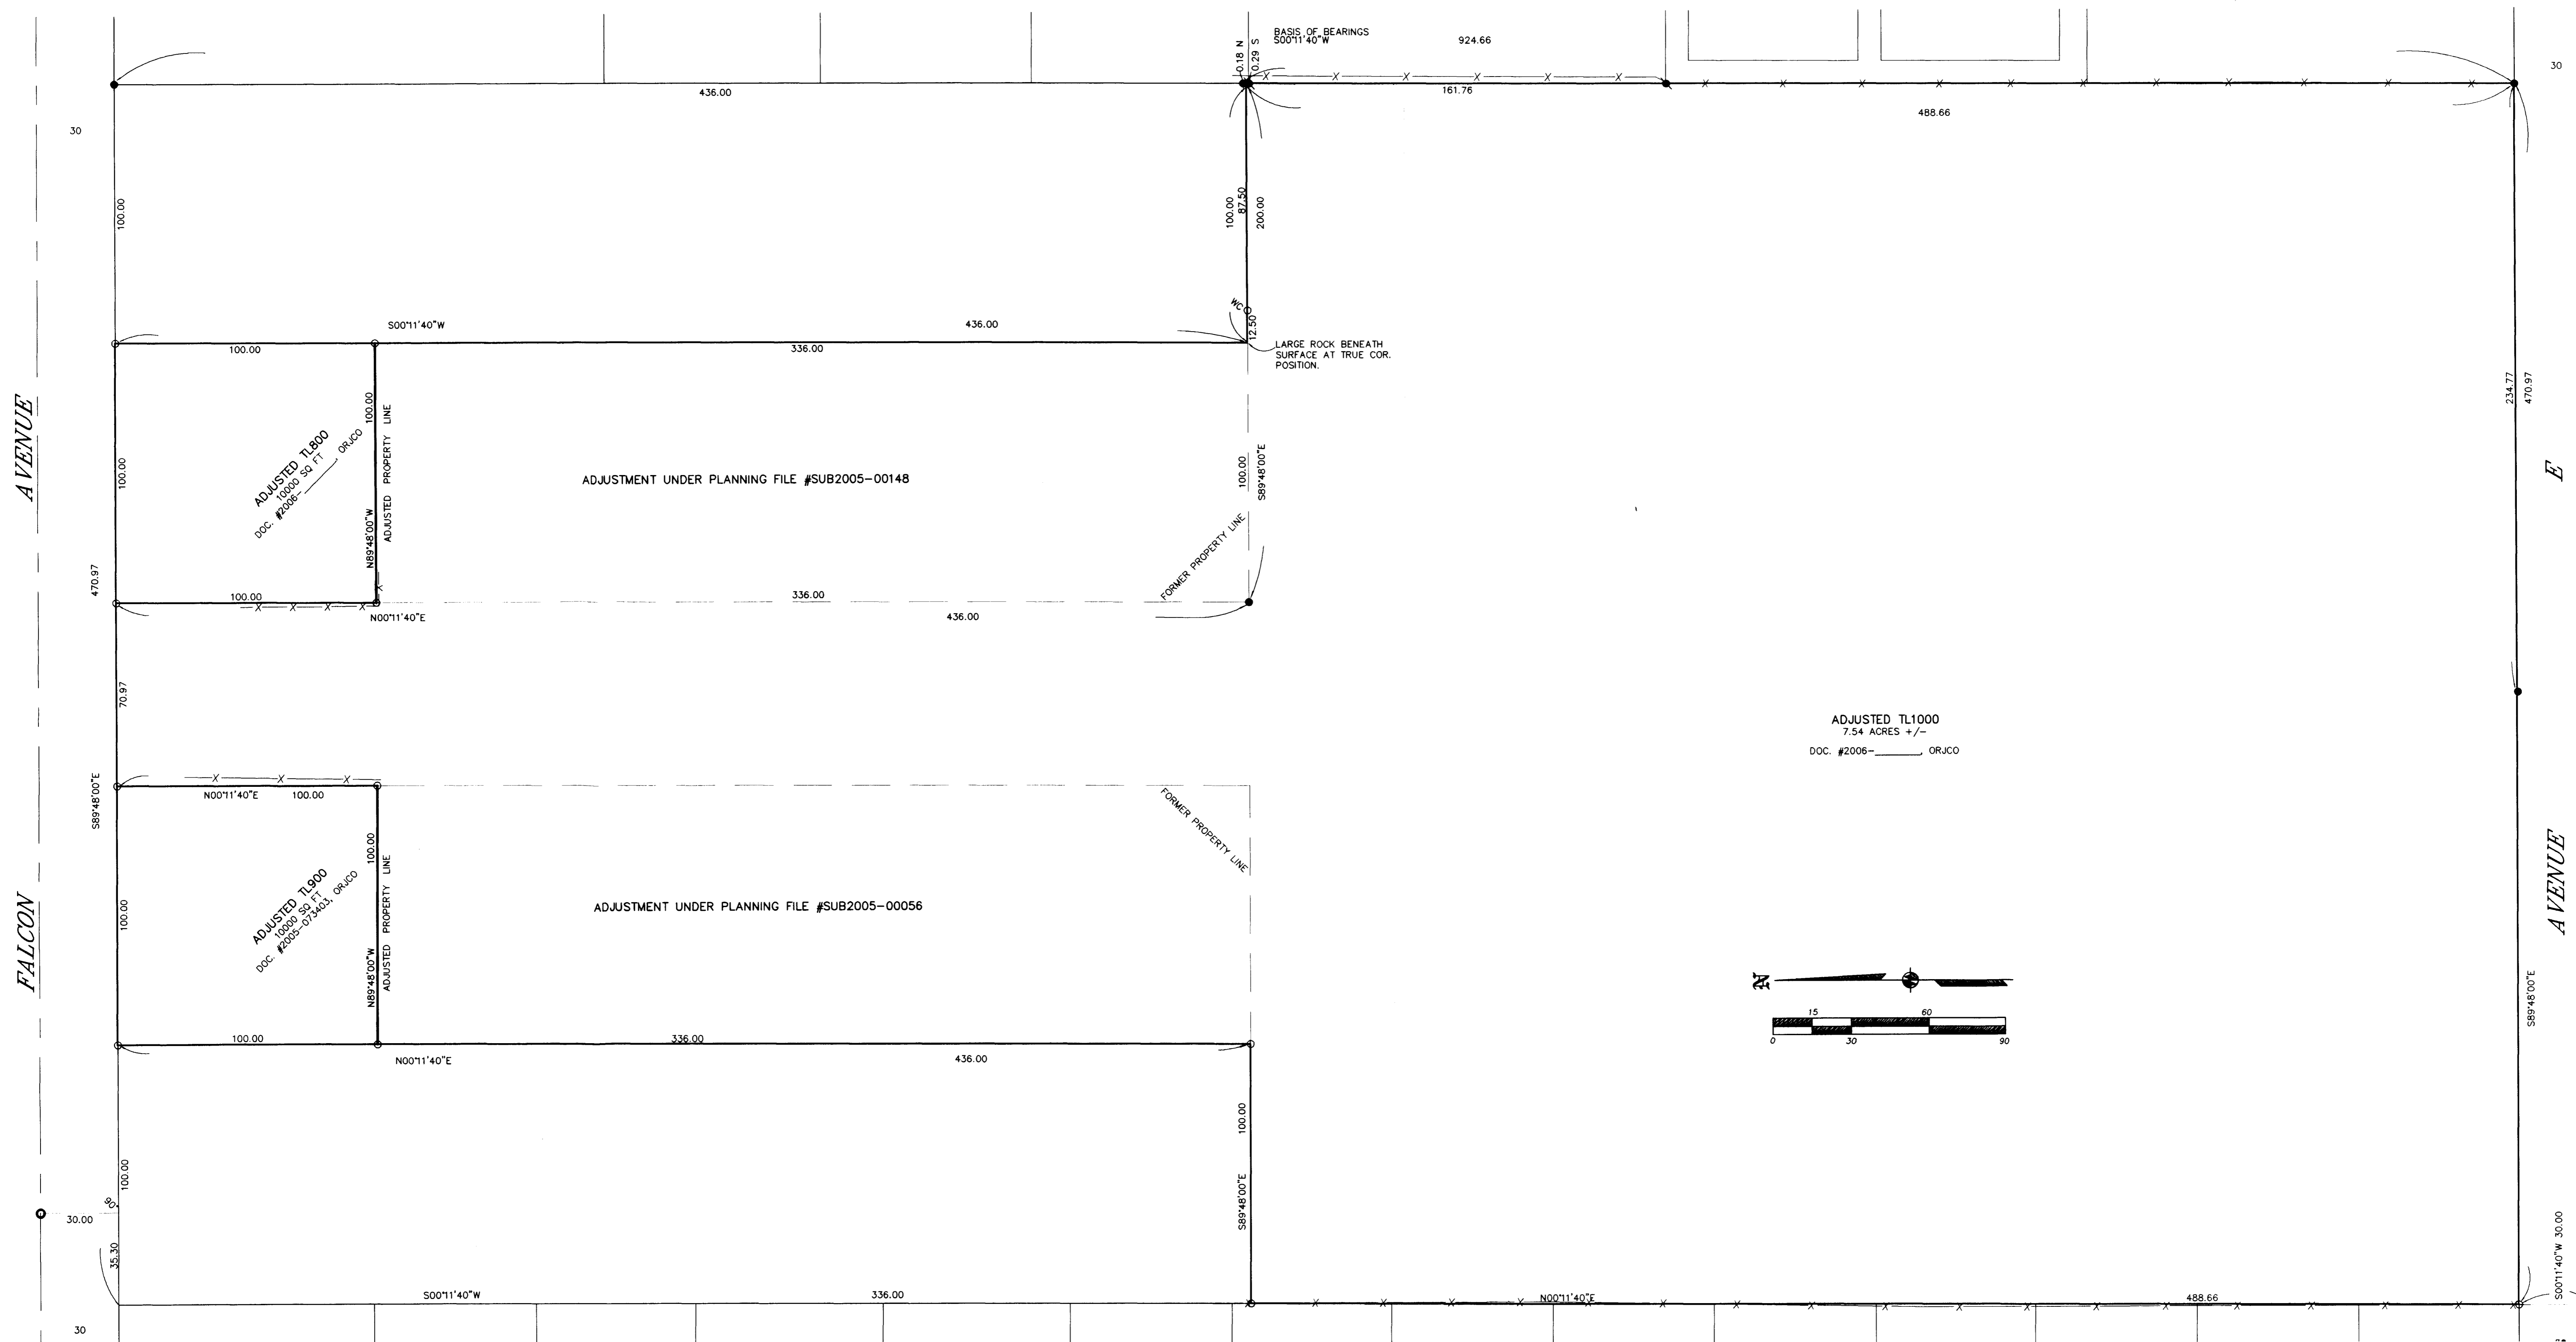 BASIS OF BEARINGS
S00°11'40"W
924.66
0.18 N
0.29 S
30
436.00
161.76
488.66
30
100.00
100.00
87.50
200.00
WC
12.50
S00°11'40"W
436.00
100.00
336.00
LARGE ROCK BENEATH
SURFACE AT TRUE COR.
POSITION.
234.77
470.97
AVENUE
E
100.00
ADJUSTED TL800
10000 SQ FT
DOC. #2006-______, ORJCO
100.00
N89°48'00"W
ADJUSTED PROPERTY LINE
ADJUSTMENT UNDER PLANNING FILE #SUB2005-00148
100.00
S89°48'00"E
FORMER PROPERTY LINE
470.97
100.00
336.00
N00°11'40"E
436.00
70.97
ADJUSTED TL1000
7.54 ACRES +/-
DOC. #2006-______, ORJCO
S89°48'00"E
N00°11'40"E
100.00
FORMER PROPERTY LINE
FALCON
AVENUE
100.00
ADJUSTED TL900
10000 SQ FT
DOC. #2005-073403, ORJCO
100.00
N89°48'00"W
ADJUSTED PROPERTY LINE
ADJUSTMENT UNDER PLANNING FILE #SUB2005-00056
N
15
60
0
30
90
S89°48'00"E
100.00
336.00
N00°11'40"E
436.00
100.00
S89°48'00"E
100.00
90°
30.00
35.30
S00°11'40"W
336.00
N00°11'40"E
488.66
S00°11'40"W 30.00
30